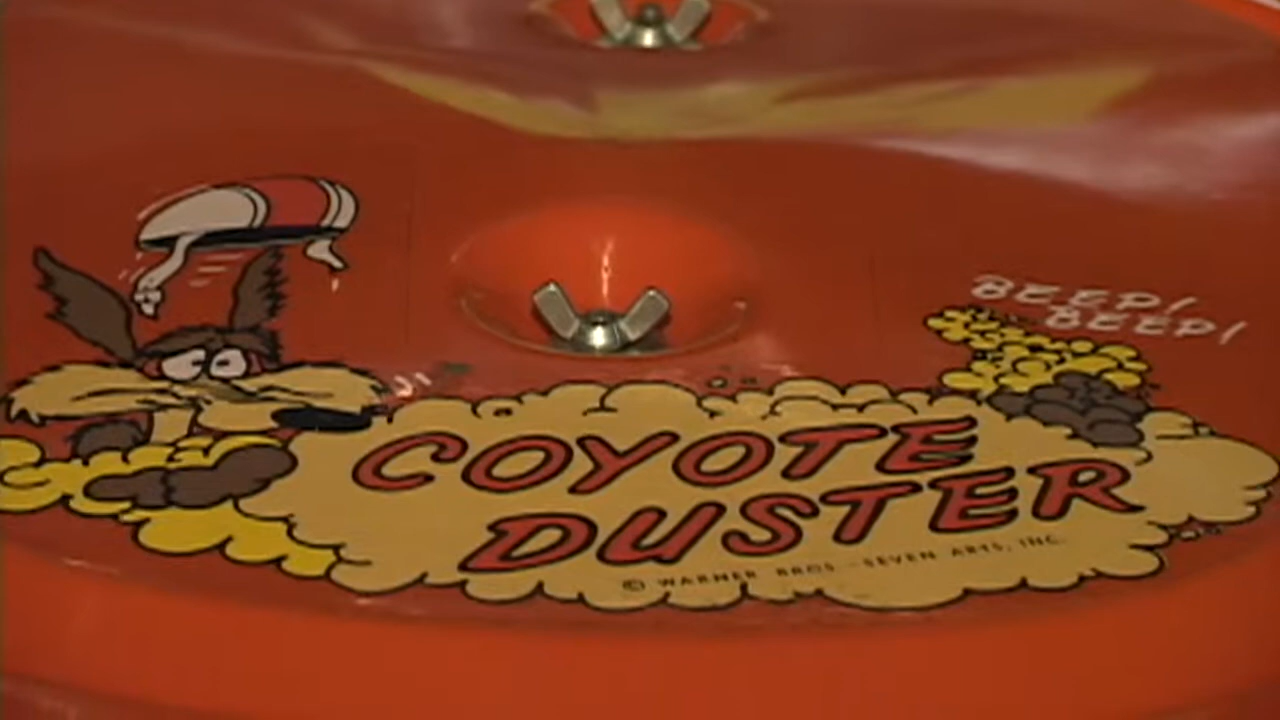 BEEP!
BEEP!
COYOTE
DUSTER
© WARNER BROS.-SEVEN ARTS, INC.